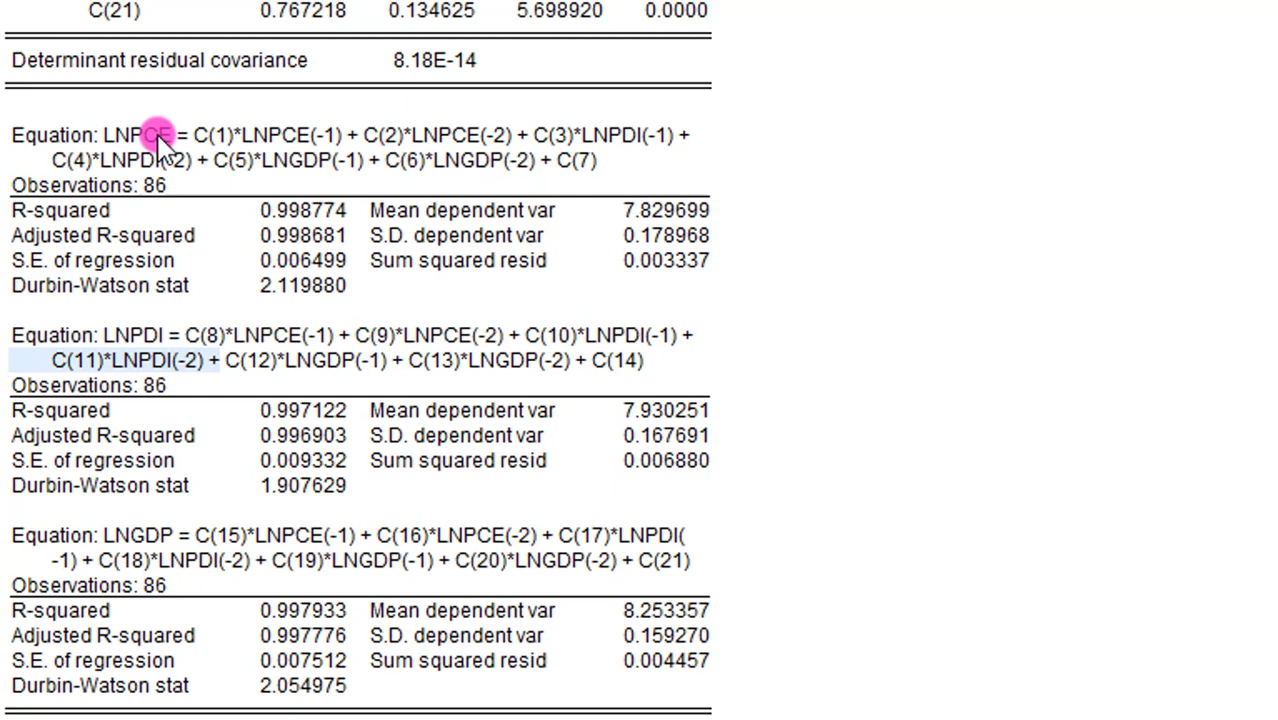 C(21) 0.767218 0.134625 5.698920 0.0000
Determinant residual covariance 8.18E-14
Equation: LNPCE = C(1)*LNPCE(-1) + C(2)*LNPCE(-2) + C(3)*LNPDI(-1) +
C(4)*LNPDI(-2) + C(5)*LNGDP(-1) + C(6)*LNGDP(-2) + C(7)
Observations: 86
R-squared 0.998774 Mean dependent var 7.829699
Adjusted R-squared 0.998681 S.D. dependent var 0.178968
S.E. of regression 0.006499 Sum squared resid 0.003337
Durbin-Watson stat 2.119880
Equation: LNPDI = C(8)*LNPCE(-1) + C(9)*LNPCE(-2) + C(10)*LNPDI(-1) +
C(11)*LNPDI(-2) + C(12)*LNGDP(-1) + C(13)*LNGDP(-2) + C(14)
Observations: 86
R-squared 0.997122 Mean dependent var 7.930251
Adjusted R-squared 0.996903 S.D. dependent var 0.167691
S.E. of regression 0.009332 Sum squared resid 0.006880
Durbin-Watson stat 1.907629
Equation: LNGDP = C(15)*LNPCE(-1) + C(16)*LNPCE(-2) + C(17)*LNPDI(
-1) + C(18)*LNPDI(-2) + C(19)*LNGDP(-1) + C(20)*LNGDP(-2) + C(21)
Observations: 86
R-squared 0.997933 Mean dependent var 8.253357
Adjusted R-squared 0.997776 S.D. dependent var 0.159270
S.E. of regression 0.007512 Sum squared resid 0.004457
Durbin-Watson stat 2.054975